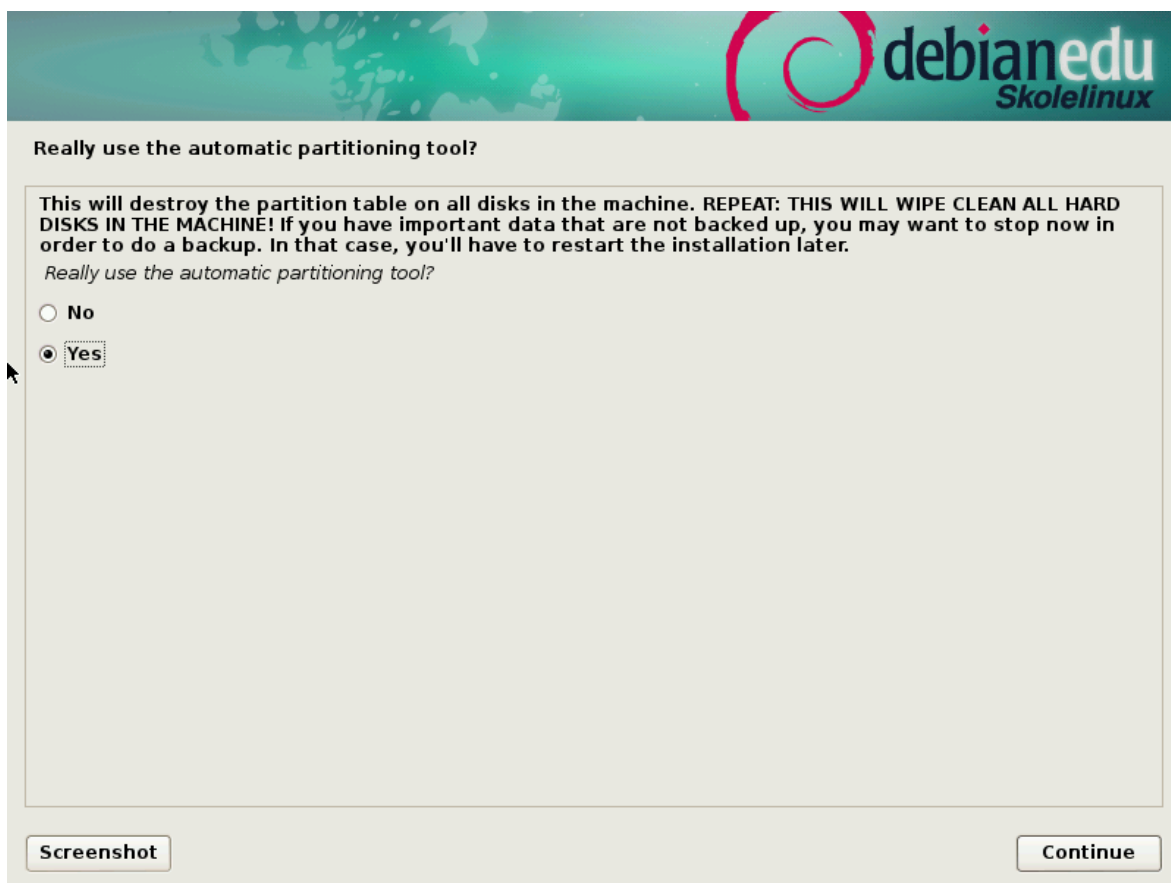 debianedu
Skolelinux
Really use the automatic partitioning tool?
This will destroy the partition table on all disks in the machine. REPEAT: THIS WILL WIPE CLEAN ALL HARD
DISKS IN THE MACHINE! If you have important data that are not backed up, you may want to stop now in
order to do a backup. In that case, you'll have to restart the installation later.
Really use the automatic partitioning tool?
No
Yes
Screenshot
Continue